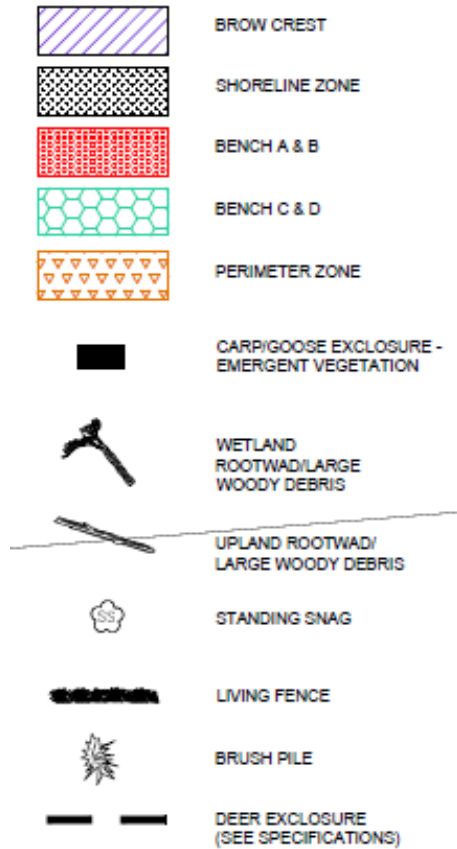 BROW CREST
SHORELINE ZONE
BENCH A & B
BENCH C & D
PERIMETER ZONE
CARP/GOOSE EXCLOSURE -
EMERGENT VEGETATION
WETLAND
ROOTWAD/LARGE
WOODY DEBRIS
UPLAND ROOTWAD/
LARGE WOODY DEBRIS
SS
STANDING SNAG
LIVING FENCE
BRUSH PILE
DEER EXCLOSURE
(SEE SPECIFICATIONS)